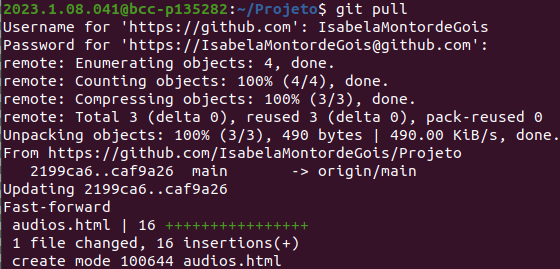 2023.1.08.041@bcc-p135282:~/Projeto$ git pull
Username for 'https://github.com': IsabelaMontordeGois
Password for 'https://IsabelaMontordeGois@github.com':
remote: Enumerating objects: 4, done.
remote: Counting objects: 100% (4/4), done.
remote: Compressing objects: 100% (3/3), done.
remote: Total 3 (delta 0), reused 3 (delta 0), pack-reused 0
Unpacking objects: 100% (3/3), 490 bytes | 490.00 KiB/s, done.
From https://github.com/IsabelaMontordeGois/Projeto
   2199ca6..caf9a26  main       -> origin/main
Updating 2199ca6..caf9a26
Fast-forward
 audios.html | 16 ++++++++++++++++
 1 file changed, 16 insertions(+)
 create mode 100644 audios.html